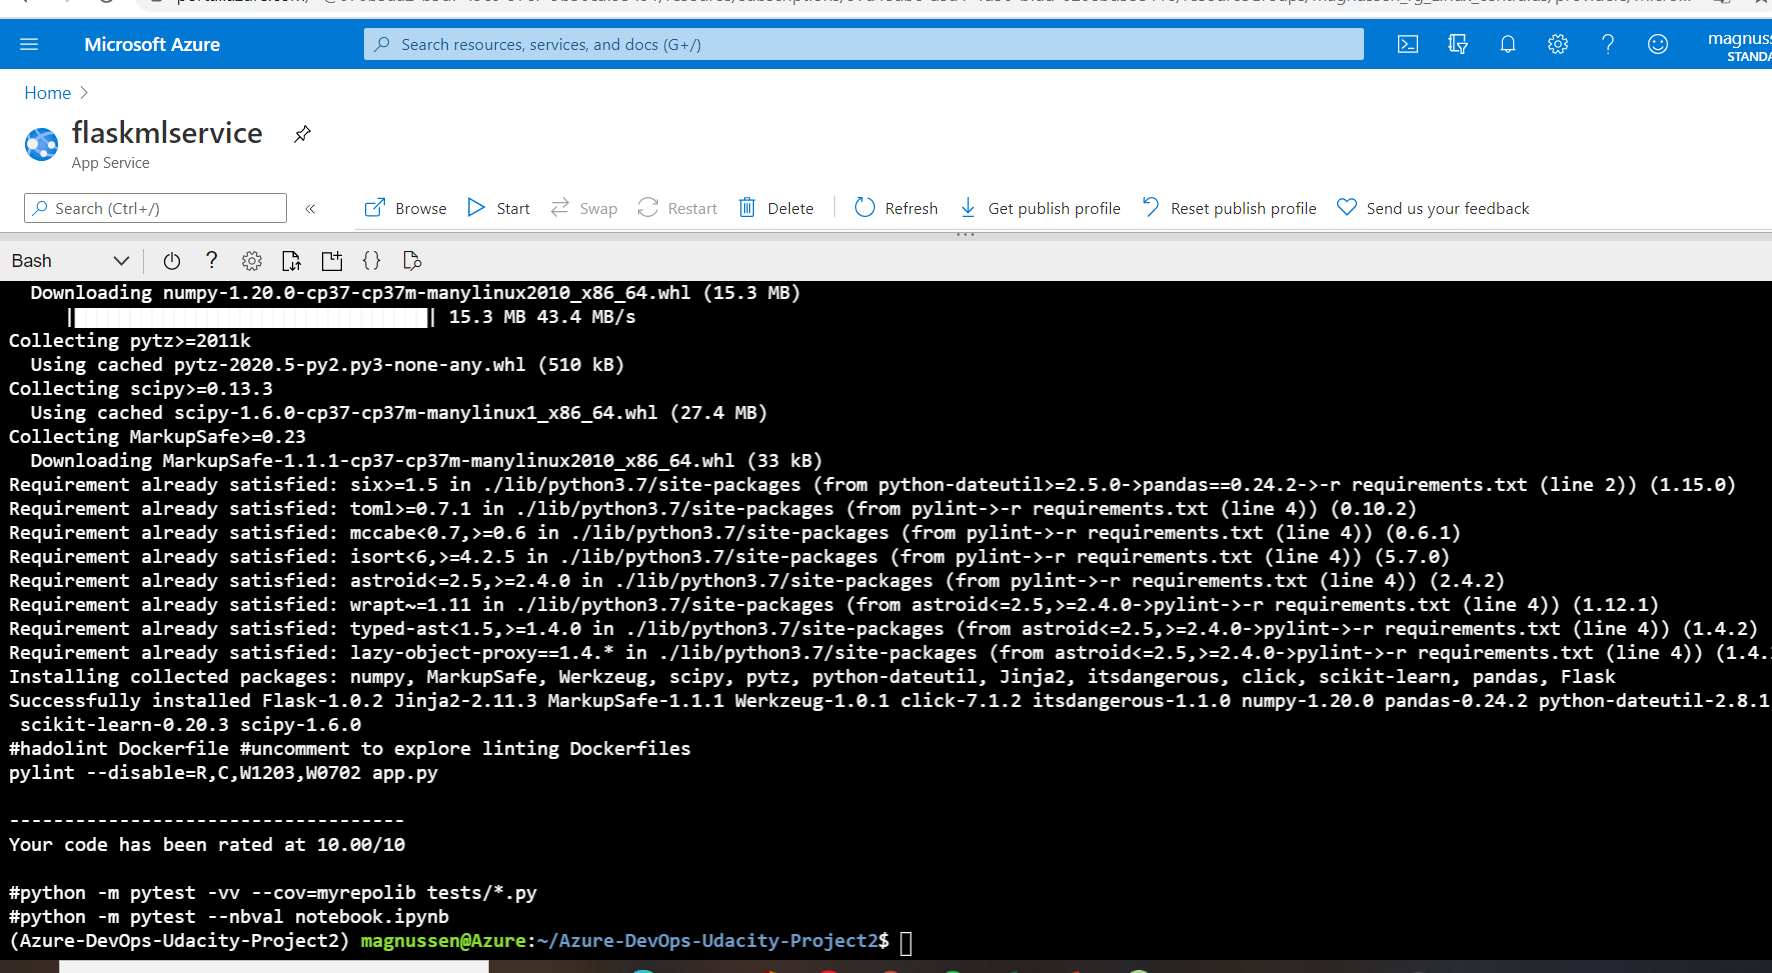 Microsoft Azure
Search resources, services, and docs (G+/)
magnuss
STANDA
Home >
flaskmlservice
App Service
Search (Ctrl+/)
«
Browse
Start
Swap
Restart
Delete
Refresh
Get publish profile
Reset publish profile
Send us your feedback
Bash
Downloading numpy-1.20.0-cp37-cp37m-manylinux2010_x86_64.whl (15.3 MB)
| | 15.3 MB 43.4 MB/s
Collecting pytz>=2011k
Using cached pytz-2020.5-py2.py3-none-any.whl (510 kB)
Collecting scipy>=0.13.3
Using cached scipy-1.6.0-cp37-cp37m-manylinux1_x86_64.whl (27.4 MB)
Collecting MarkupSafe>=0.23
Downloading MarkupSafe-1.1.1-cp37-cp37m-manylinux2010_x86_64.whl (33 kB)
Requirement already satisfied: six>=1.5 in ./lib/python3.7/site-packages (from python-dateutil>=2.5.0->pandas==0.24.2->-r requirements.txt (line 2)) (1.15.0)
Requirement already satisfied: toml>=0.7.1 in ./lib/python3.7/site-packages (from pylint->-r requirements.txt (line 4)) (0.10.2)
Requirement already satisfied: mccabe<0.7,>=0.6 in ./lib/python3.7/site-packages (from pylint->-r requirements.txt (line 4)) (0.6.1)
Requirement already satisfied: isort<6,>=4.2.5 in ./lib/python3.7/site-packages (from pylint->-r requirements.txt (line 4)) (5.7.0)
Requirement already satisfied: astroid<=2.5,>=2.4.0 in ./lib/python3.7/site-packages (from pylint->-r requirements.txt (line 4)) (2.4.2)
Requirement already satisfied: wrapt~=1.11 in ./lib/python3.7/site-packages (from astroid<=2.5,>=2.4.0->pylint->-r requirements.txt (line 4)) (1.12.1)
Requirement already satisfied: typed-ast<1.5,>=1.4.0 in ./lib/python3.7/site-packages (from astroid<=2.5,>=2.4.0->pylint->-r requirements.txt (line 4)) (1.4.2)
Requirement already satisfied: lazy-object-proxy==1.4.* in ./lib/python3.7/site-packages (from astroid<=2.5,>=2.4.0->pylint->-r requirements.txt (line 4)) (1.4.
Installing collected packages: numpy, MarkupSafe, Werkzeug, scipy, pytz, python-dateutil, Jinja2, itsdangerous, click, scikit-learn, pandas, Flask
Successfully installed Flask-1.0.2 Jinja2-2.11.3 MarkupSafe-1.1.1 Werkzeug-1.0.1 click-7.1.2 itsdangerous-1.1.0 numpy-1.20.0 pandas-0.24.2 python-dateutil-2.8.1
scikit-learn-0.20.3 scipy-1.6.0
#hadolint Dockerfile #uncomment to explore linting Dockerfiles
pylint --disable=R,C,W1203,W0702 app.py
------------------------------------
Your code has been rated at 10.00/10
#python -m pytest -vv --cov=myrepolib tests/*.py
#python -m pytest --nbval notebook.ipynb
(Azure-DevOps-Udacity-Project2) magnussen@Azure:~/Azure-DevOps-Udacity-Project2$